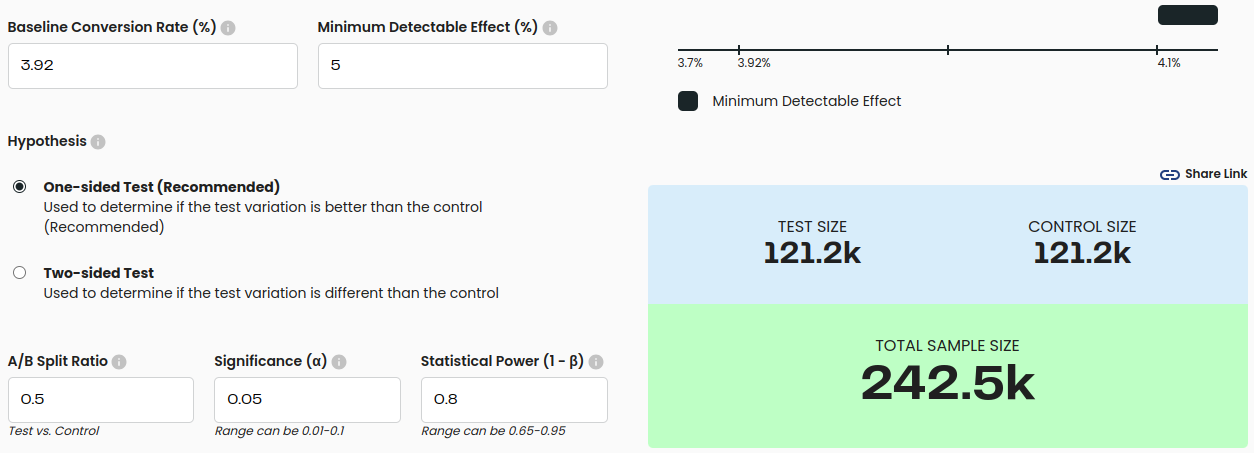 Baseline Conversion Rate (%)
Minimum Detectable Effect (%)
3.92
5
3.7%
3.92%
4.1%
Minimum Detectable Effect
Hypothesis
One-sided Test (Recommended)
Used to determine if the test variation is better than the control
(Recommended)
Two-sided Test
Used to determine if the test variation is different than the control
A/B Split Ratio
Significance (α)
Statistical Power (1 - β)
0.5
0.05
0.8
Test vs. Control
Range can be 0.01-0.1
Range can be 0.65-0.95
Share Link
TEST SIZE
121.2k
CONTROL SIZE
121.2k
TOTAL SAMPLE SIZE
242.5k